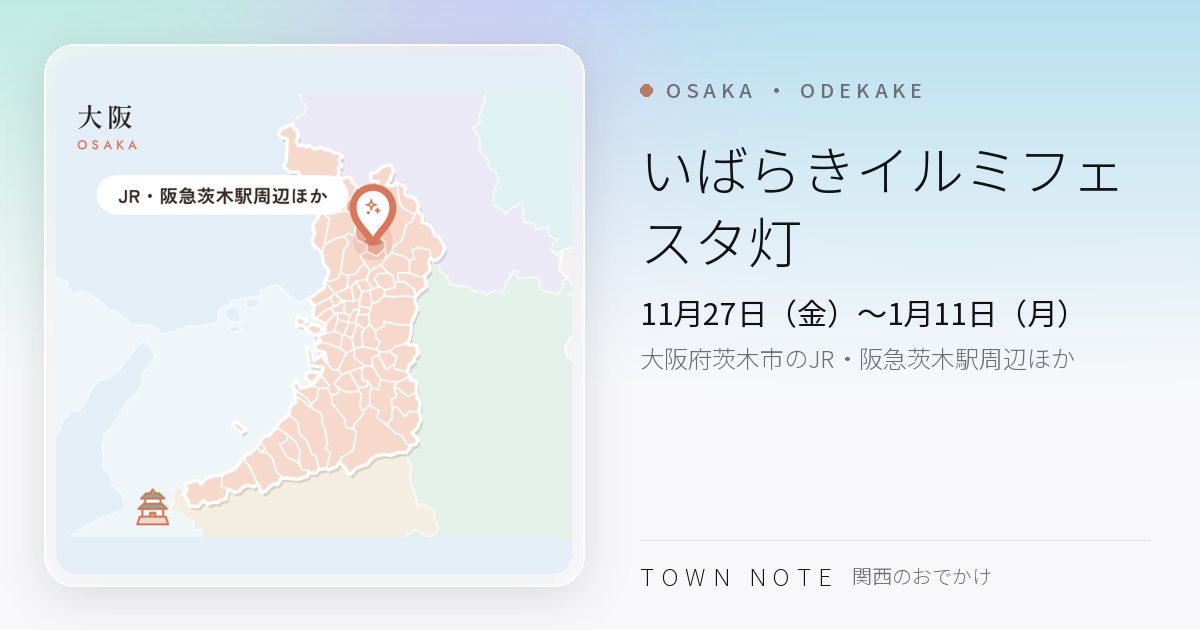 大阪
OSAKA
JR・阪急茨木駅周辺ほか
OSAKA • ODEKAKE
いばらきイルミフェ
スタ灯
11月27日（金）〜1月11日（月）
大阪府茨木市のJR・阪急茨木駅周辺ほか
TOWN NOTE 関西のおでかけ